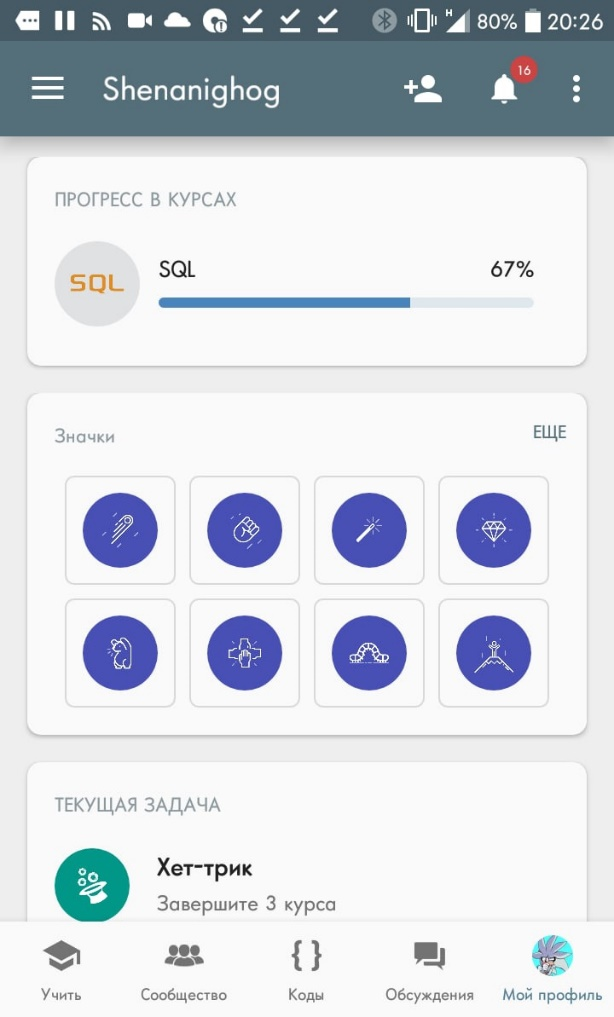 80% 20:26
Shenanighog
16
ПРОГРЕСС В КУРСАХ
SQL
SQL 67%
Значки ЕЩЕ
ТЕКУЩАЯ ЗАДАЧА
Хет-трик
Завершите 3 курса
Учить Сообщество Коды Обсуждения Мой профиль